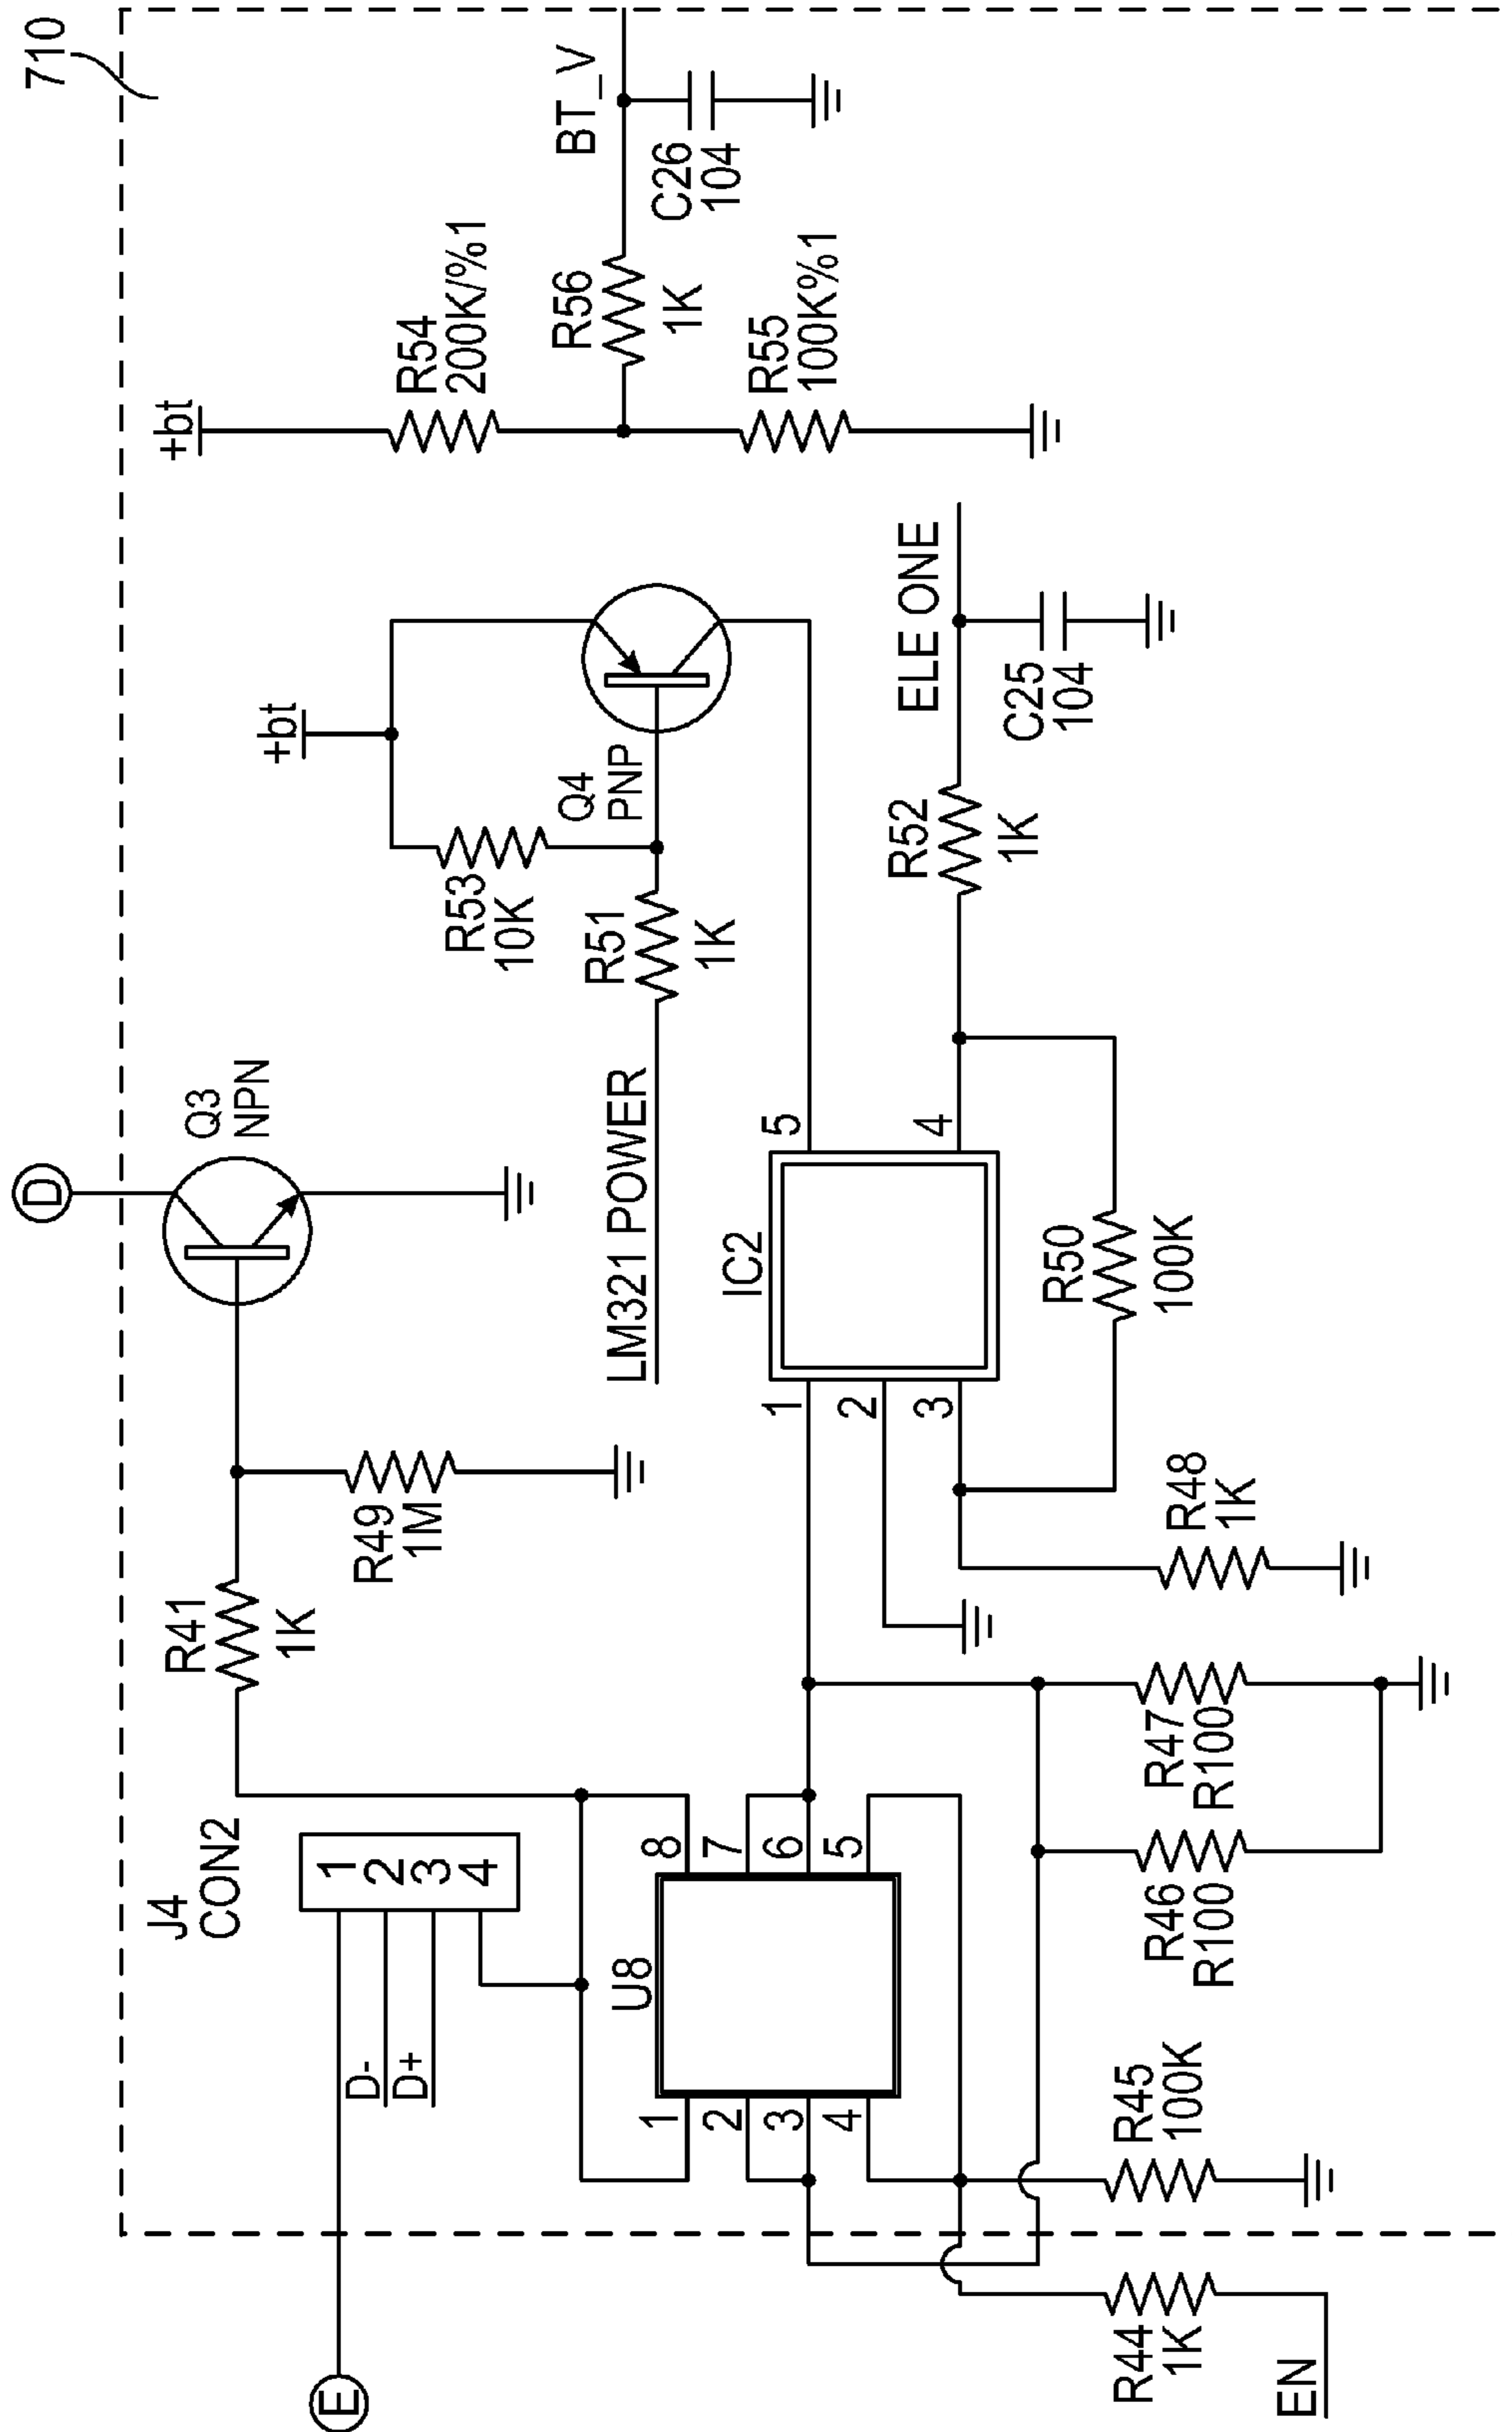 710
D
E
J4
CON2
1
2
3
4
D-
D+
R41
1K
R49
1M
Q3
NPN
+bt
R53
10K
Q4
PNP
R51
1K
LM321 POWER
+bt
R54
200K/%1
R56
1K
R55
100K%1
BT_V
C26
104
U8
1
2
3
4
8
7
6
5
IC2
1
2
3
5
4
R50
100K
R52
1K
ELE ONE
C25
104
R48
1K
R47
R100
R46
R100
R45
100K
R44
1K
EN